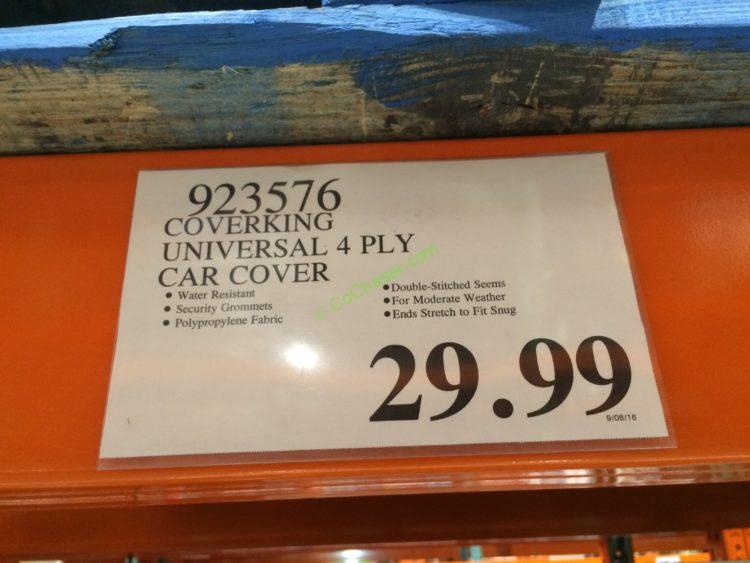 923576
COVERKING
UNIVERSAL 4 PLY
CAR COVER
• Water Resistant
• Security Grommets
• Polypropylene Fabric
• Double-Stitched Seems
• For Moderate Weather
• Ends Stretch to Fit Snug
29.99
9/08/16
© CoChaser.com